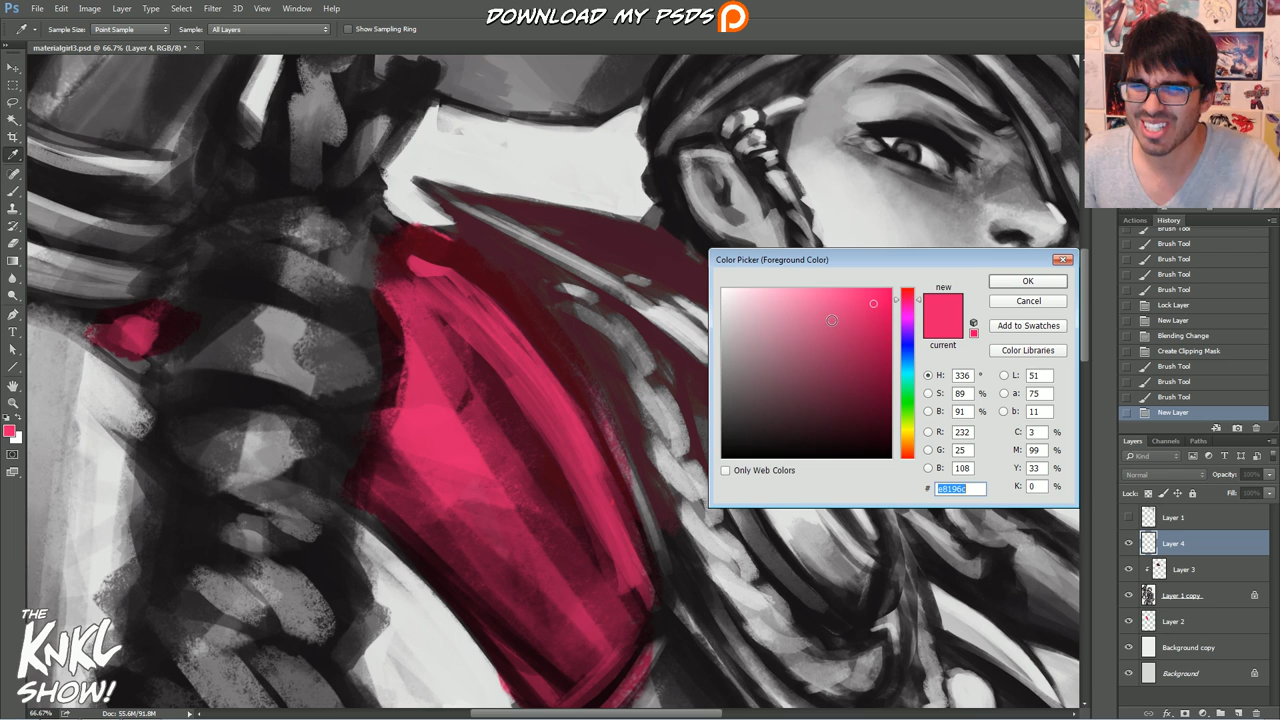 DOWNLOAD MY PSDS
Ps File Edit Image Layer Type Select Filter 3D View Window Help
Sample Size: Point Sample Sample: All Layers Show Sampling Ring
materialgirl3.psd @ 66.7% (Layer 4, RGB/8) * ×
Color Picker (Foreground Color)
new
current
OK
Cancel
Add to Swatches
Color Libraries
H: 336 ° L: 51
S: 89 % a: 75
B: 91 % b: 11
R: 232 C: 3 %
G: 25 M: 99 %
B: 108 Y: 33 %
# e8196c K: 0 %
Only Web Colors
Actions History
Brush Tool
Brush Tool
Brush Tool
Brush Tool
Brush Tool
Lock Layer
New Layer
Blending Change
Create Clipping Mask
Brush Tool
Brush Tool
Brush Tool
New Layer
Layers Channels Paths
Kind
Normal Opacity: 100%
Lock: Fill: 100%
Layer 1
Layer 4
Layer 3
Layer 1 copy
Layer 2
Background copy
Background
fx
THE
KNKL
SHOW!
66.67% Doc: 55.6M/91.8M